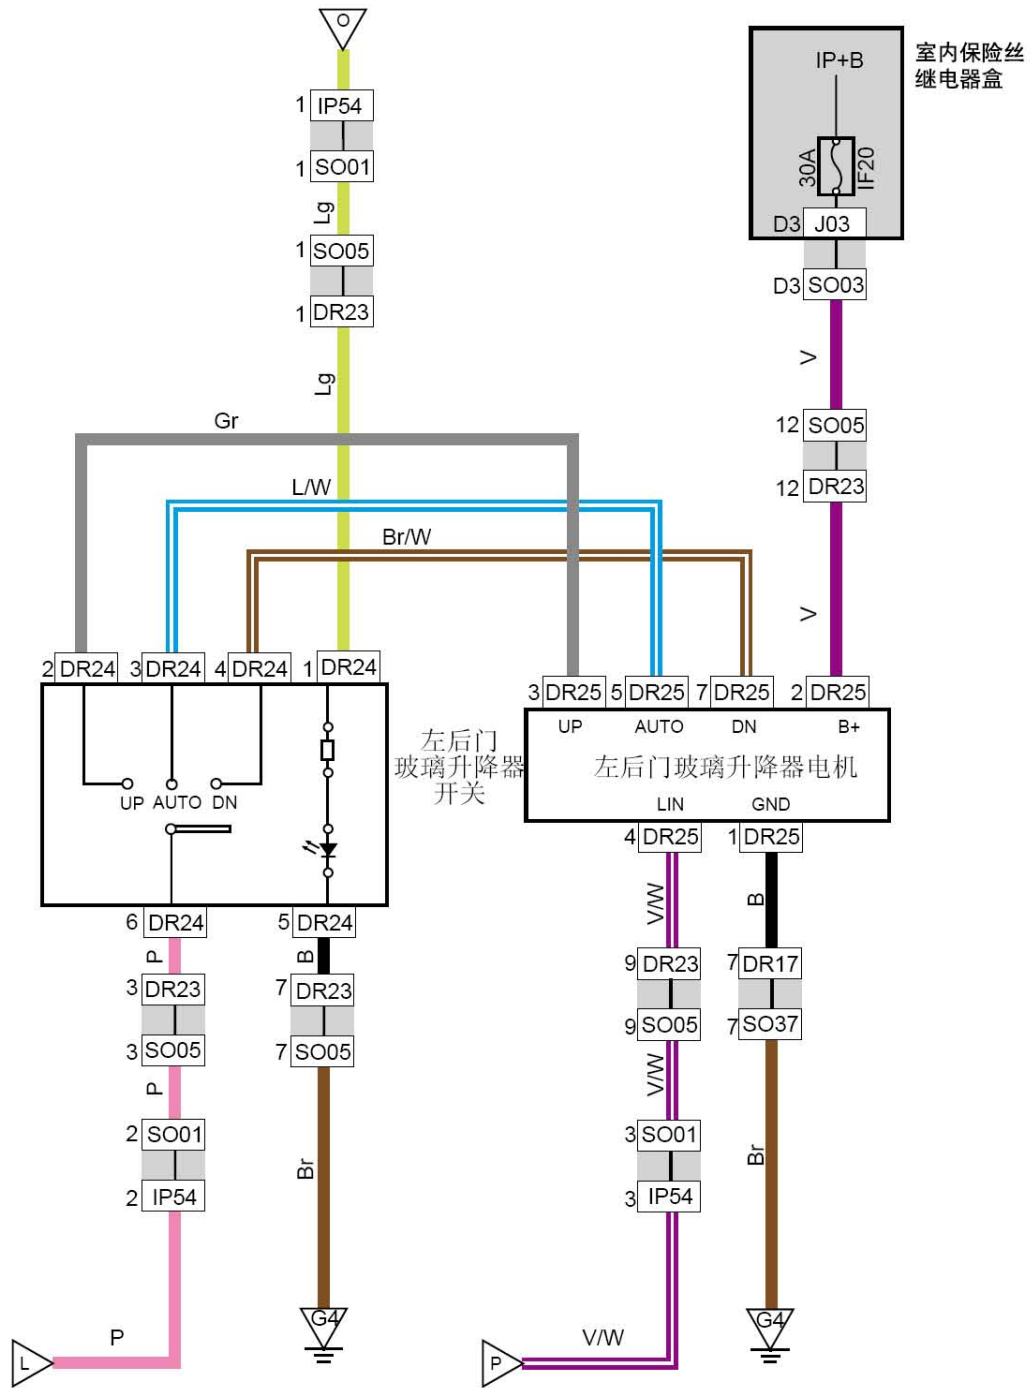 O
1 IP54
1 SO01
Lg
1 SO05
1 DR23
Lg
IP+B
室内保险丝
继电器盒
30A
IF20
D3 J03
D3 SO03
V
12 SO05
12 DR23
V
Gr
L/W
Br/W
2 DR24 3 DR24 4 DR24 1 DR24
UP AUTO DN
左后门
玻璃升降器
开关
3 DR25 5 DR25 7 DR25 2 DR25
UP AUTO DN B+
左后门玻璃升降器电机
LIN GND
4 DR25 1 DR25
6 DR24 5 DR24
P B
3 DR23 7 DR23
3 SO05 7 SO05
P
2 SO01
2 IP54
Br
G4
P
L
V/W B
9 DR23 7 DR17
9 SO05 7 SO37
V/W
3 SO01
3 IP54
Br
G4
V/W
P